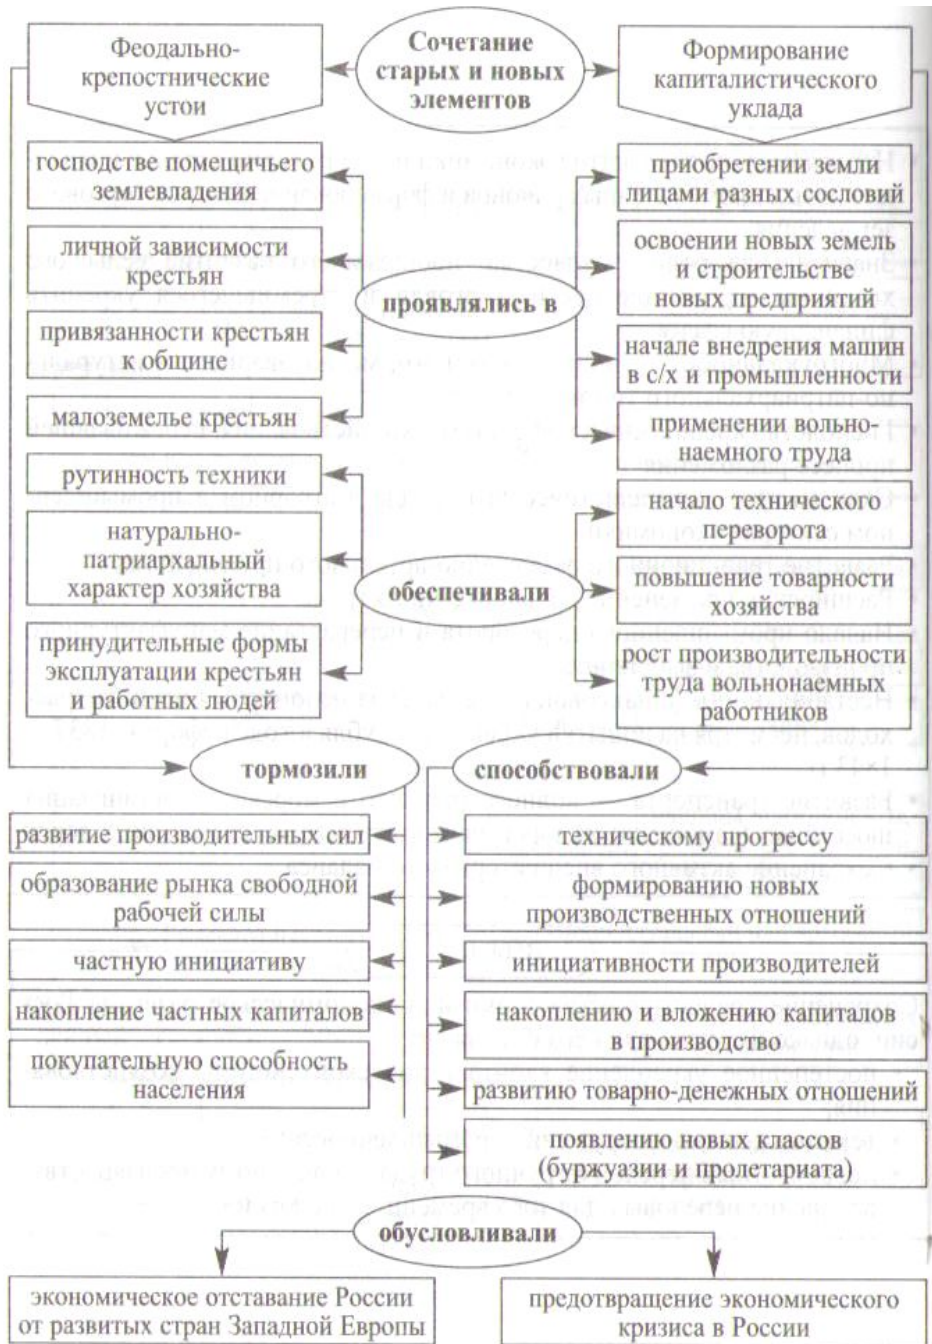 Феодально-
крепостнические
устои
Сочетание
старых и новых
элементов
Формирование
капиталистического
уклада
господстве помещичьего
землевладения
личной зависимости
крестьян
привязанности крестьян
к общине
малоземелье крестьян
проявлялись в
приобретении земли
лицами разных сословий
освоении новых земель
и строительстве
новых предприятий
начале внедрения машин
в с/х и промышленности
применении вольно-
наемного труда
рутинность техники
натурально-
патриархальный
характер хозяйства
принудительные формы
эксплуатации крестьян
и работных людей
обеспечивали
начало технического
переворота
повышение товарности
хозяйства
рост производительности
труда вольнонаемных
работников
тормозили
развитие производительных сил
образование рынка свободной
рабочей силы
частную инициативу
накопление частных капиталов
покупательную способность
населения
способствовали
техническому прогрессу
формированию новых
производственных отношений
инициативности производителей
накоплению и вложению капиталов
в производство
развитию товарно-денежных отношений
появлению новых классов
(буржуазии и пролетариата)
обусловливали
экономическое отставание России
от развитых стран Западной Европы
предотвращение экономического
кризиса в России